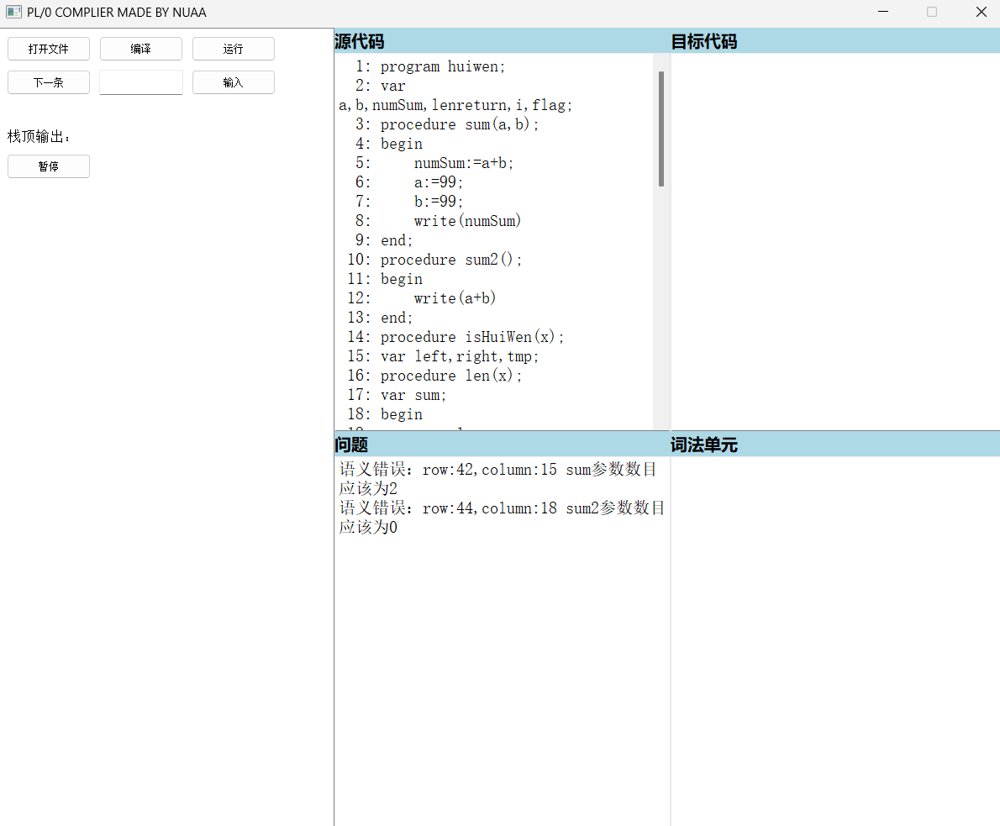 PL/0 COMPLIER MADE BY NUAA
打开文件 编译 运行
下一条 输入
栈顶输出:
暂停
源代码
1: program huiwen;
2: var
a,b,numSum,lenreturn,i,flag;
3: procedure sum(a,b);
4: begin
5: numSum:=a+b;
6: a:=99;
7: b:=99;
8: write(numSum)
9: end;
10: procedure sum2();
11: begin
12: write(a+b)
13: end;
14: procedure isHuiWen(x);
15: var left,right,tmp;
16: procedure len(x);
17: var sum;
18: begin
目标代码
问题
语义错误：row:42,column:15 sum参数数目
应该为2
语义错误：row:44,column:18 sum2参数数目
应该为0
词法单元